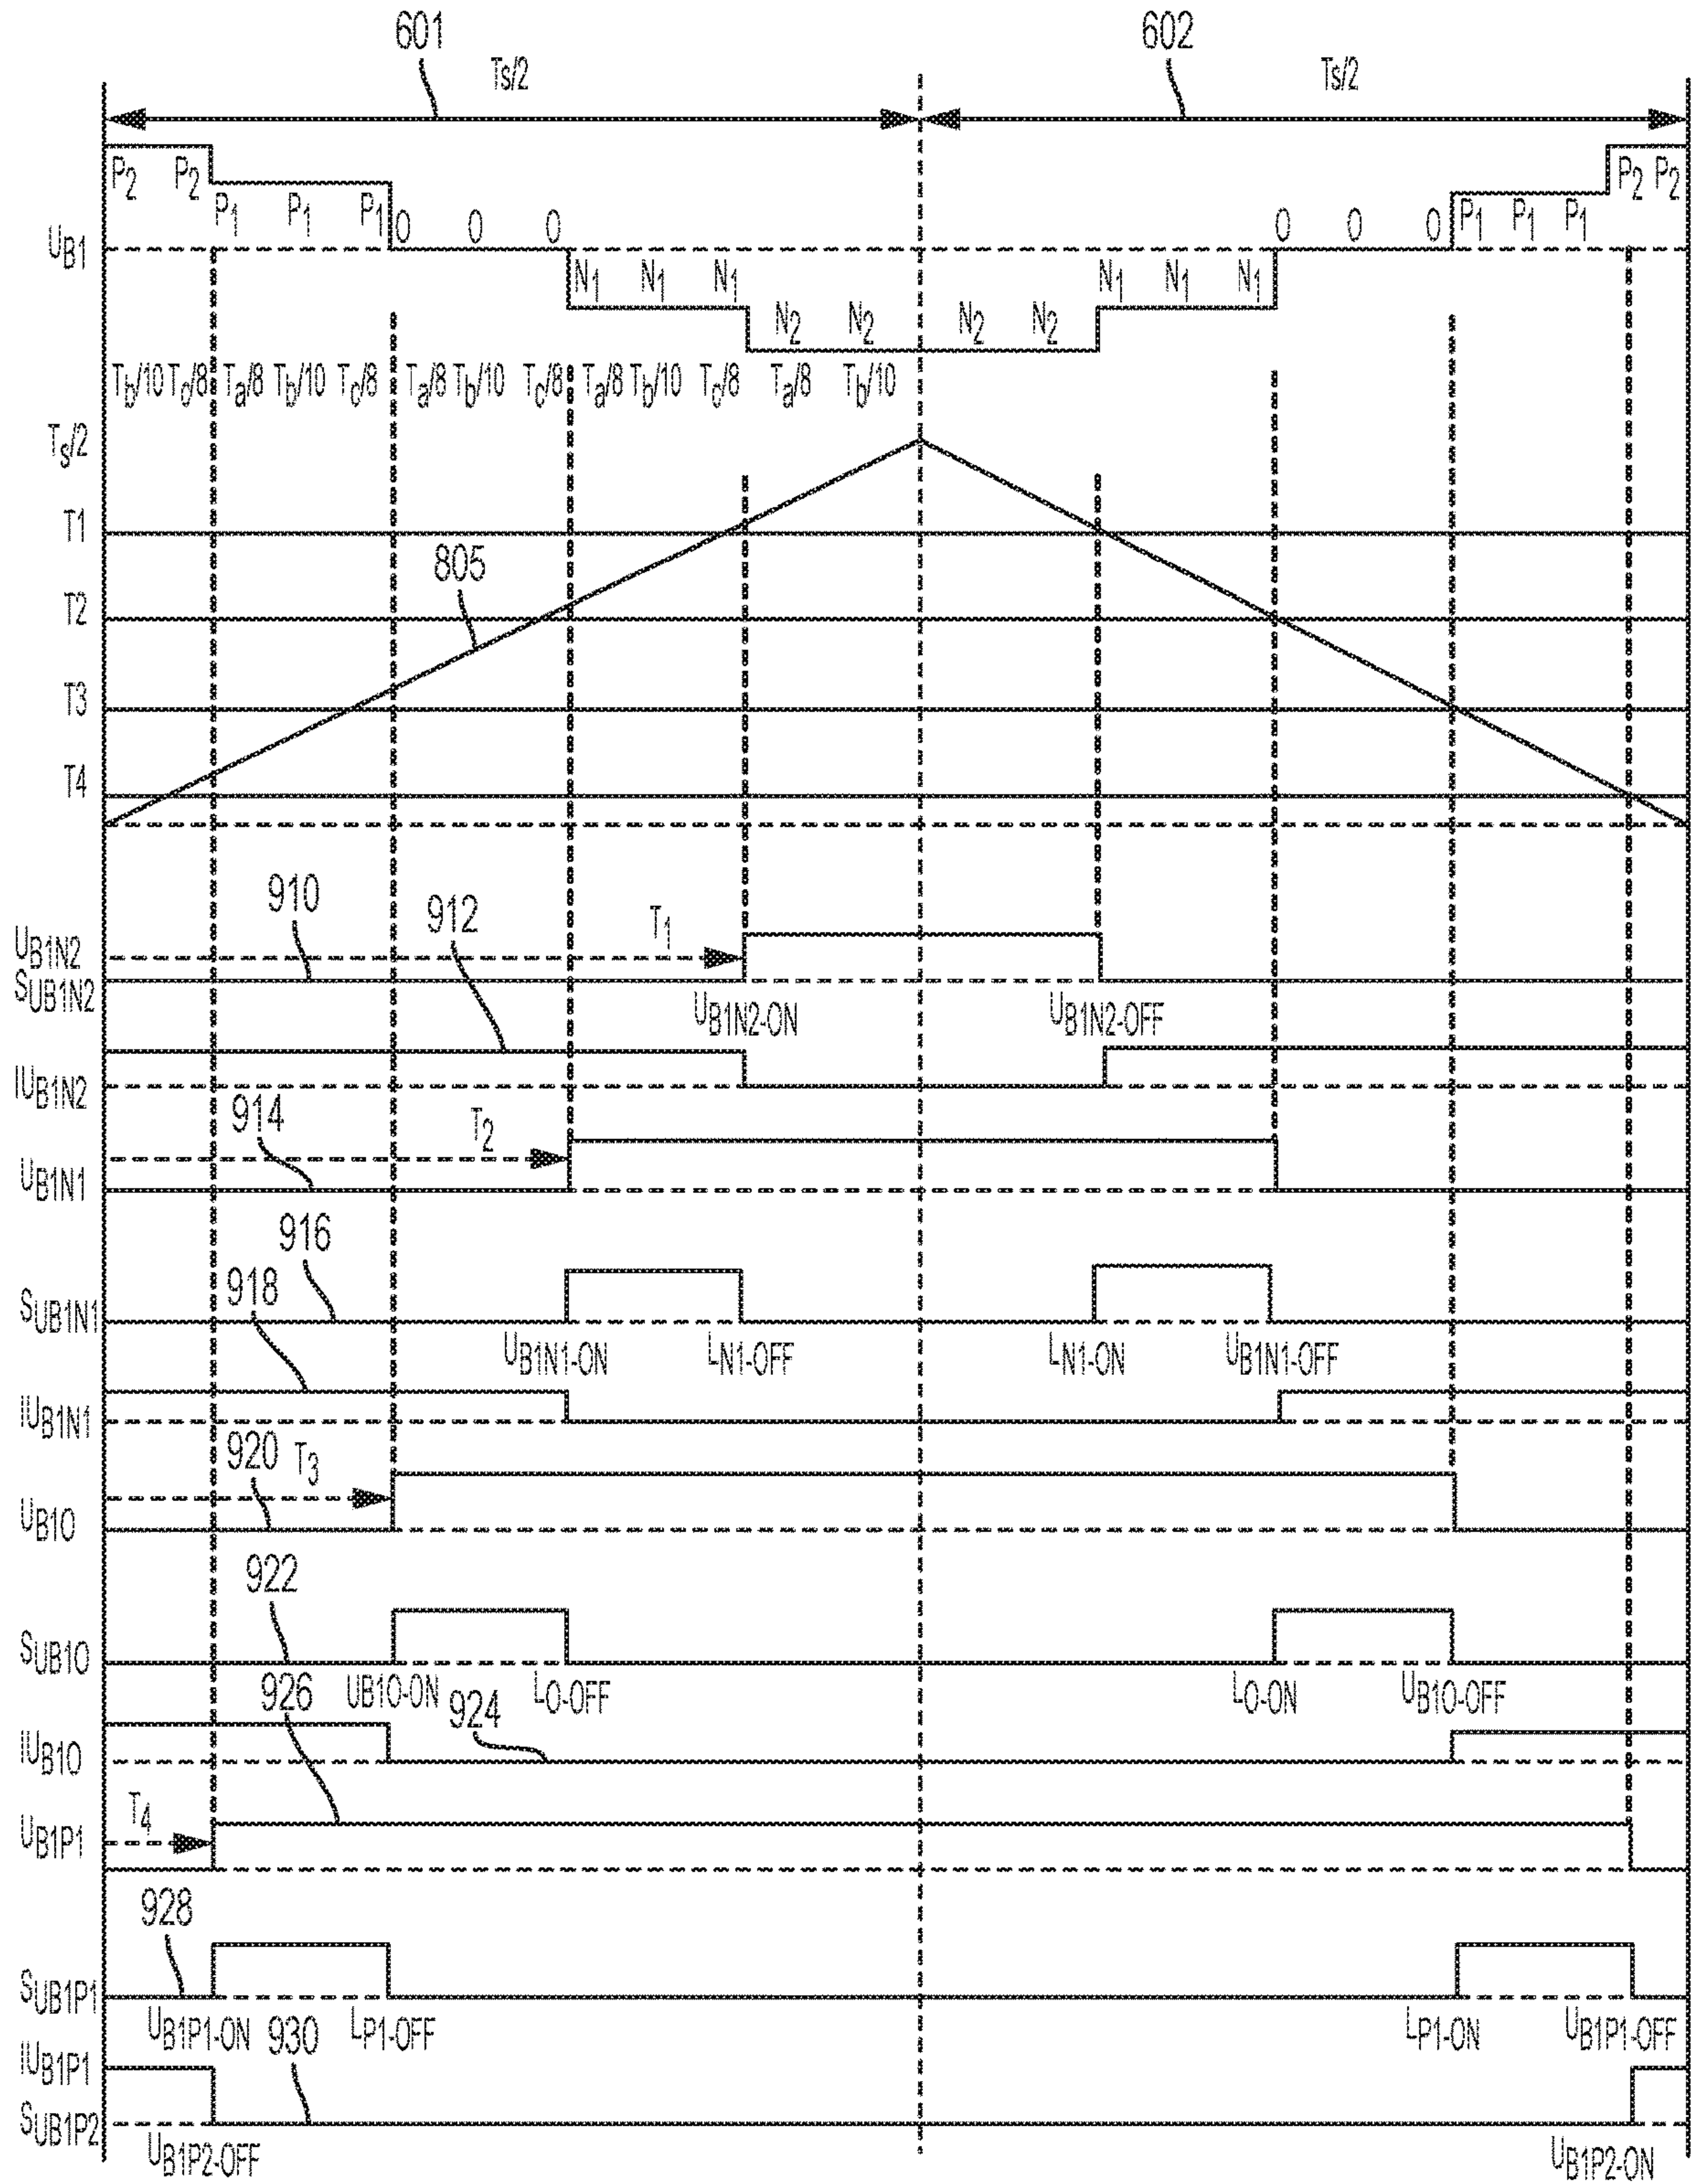 601 602
Ts/2 Ts/2
P2 P2 P2 P2
P1 P1 P1 0 0 0 0 0 0 P1 P1 P1
UB1
N1 N1 N1 N1 N1 N1
N2 N2 N2 N2
Tb/10 Tc/8 Ta/8 Tb/10 Tc/8 Ta/8 Tb/10 Tc/8 Ta/8 Tb/10 Tc/8 Ta/8 Tb/10
Ts/2
T1
805
T2
T3
T4
910 912
UB1N2 T1
SUB1N2
UB1N2-ON UB1N2-OFF
IUB1N2
914 T2
UB1N1
916
918
SUB1N1
UB1N1-ON LN1-OFF LN1-ON UB1N1-OFF
IUB1N1
920 T3
UB10
922
SUB10
926 UB10-ON 924 LO-OFF LO-ON UB10-OFF
IUB10
T4
UB1P1
928
SUB1P1
UB1P1-ON 930 LP1-OFF LP1-ON UB1P1-OFF
IUB1P1
SUB1P2
UB1P2-OFF UB1P2-ON